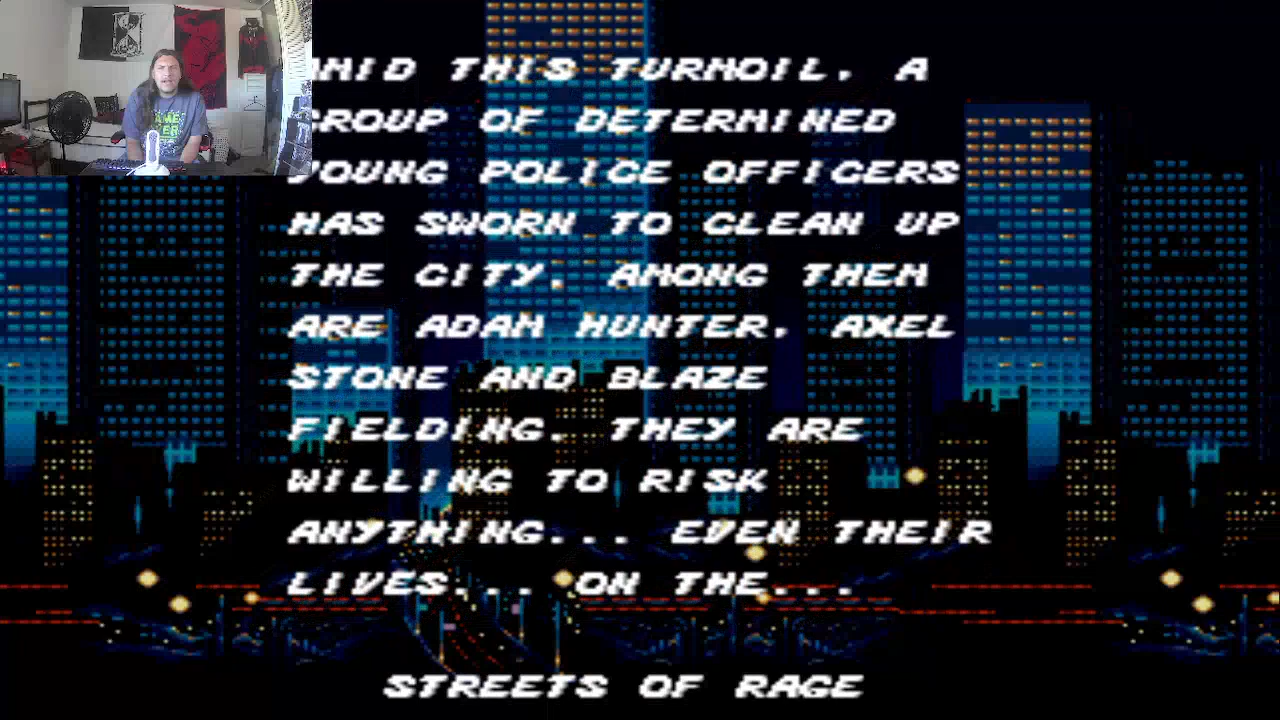 AMID THIS TURMOIL, A
GROUP OF DETERMINED
YOUNG POLICE OFFICERS
HAS SWORN TO CLEAN UP
THE CITY. AMONG THEM
ARE ADAM HUNTER, AXEL
STONE AND BLAZE
FIELDING. THEY ARE
WILLING TO RISK
ANYTHING... EVEN THEIR
LIVES... ON THE...
STREETS OF RAGE